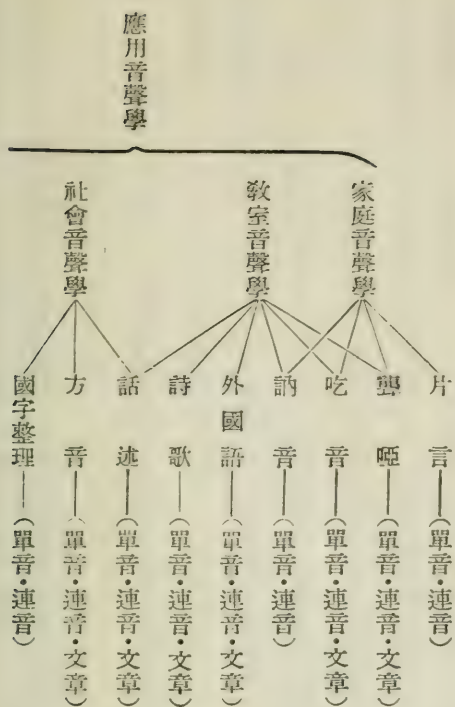 應用音聲學
家庭音聲學
教室音聲學
社會音聲學
片言（單音・連音）
聾啞（單音・連音・文章）
吃音（單音・連音・文章）
訥音（單音・連音）
外國語（單音・連音・文章）
詩歌（單音・連音・文章）
話述（單音・連音・文章）
方音（單音・連音・文章）
國字整理（單音・連音）